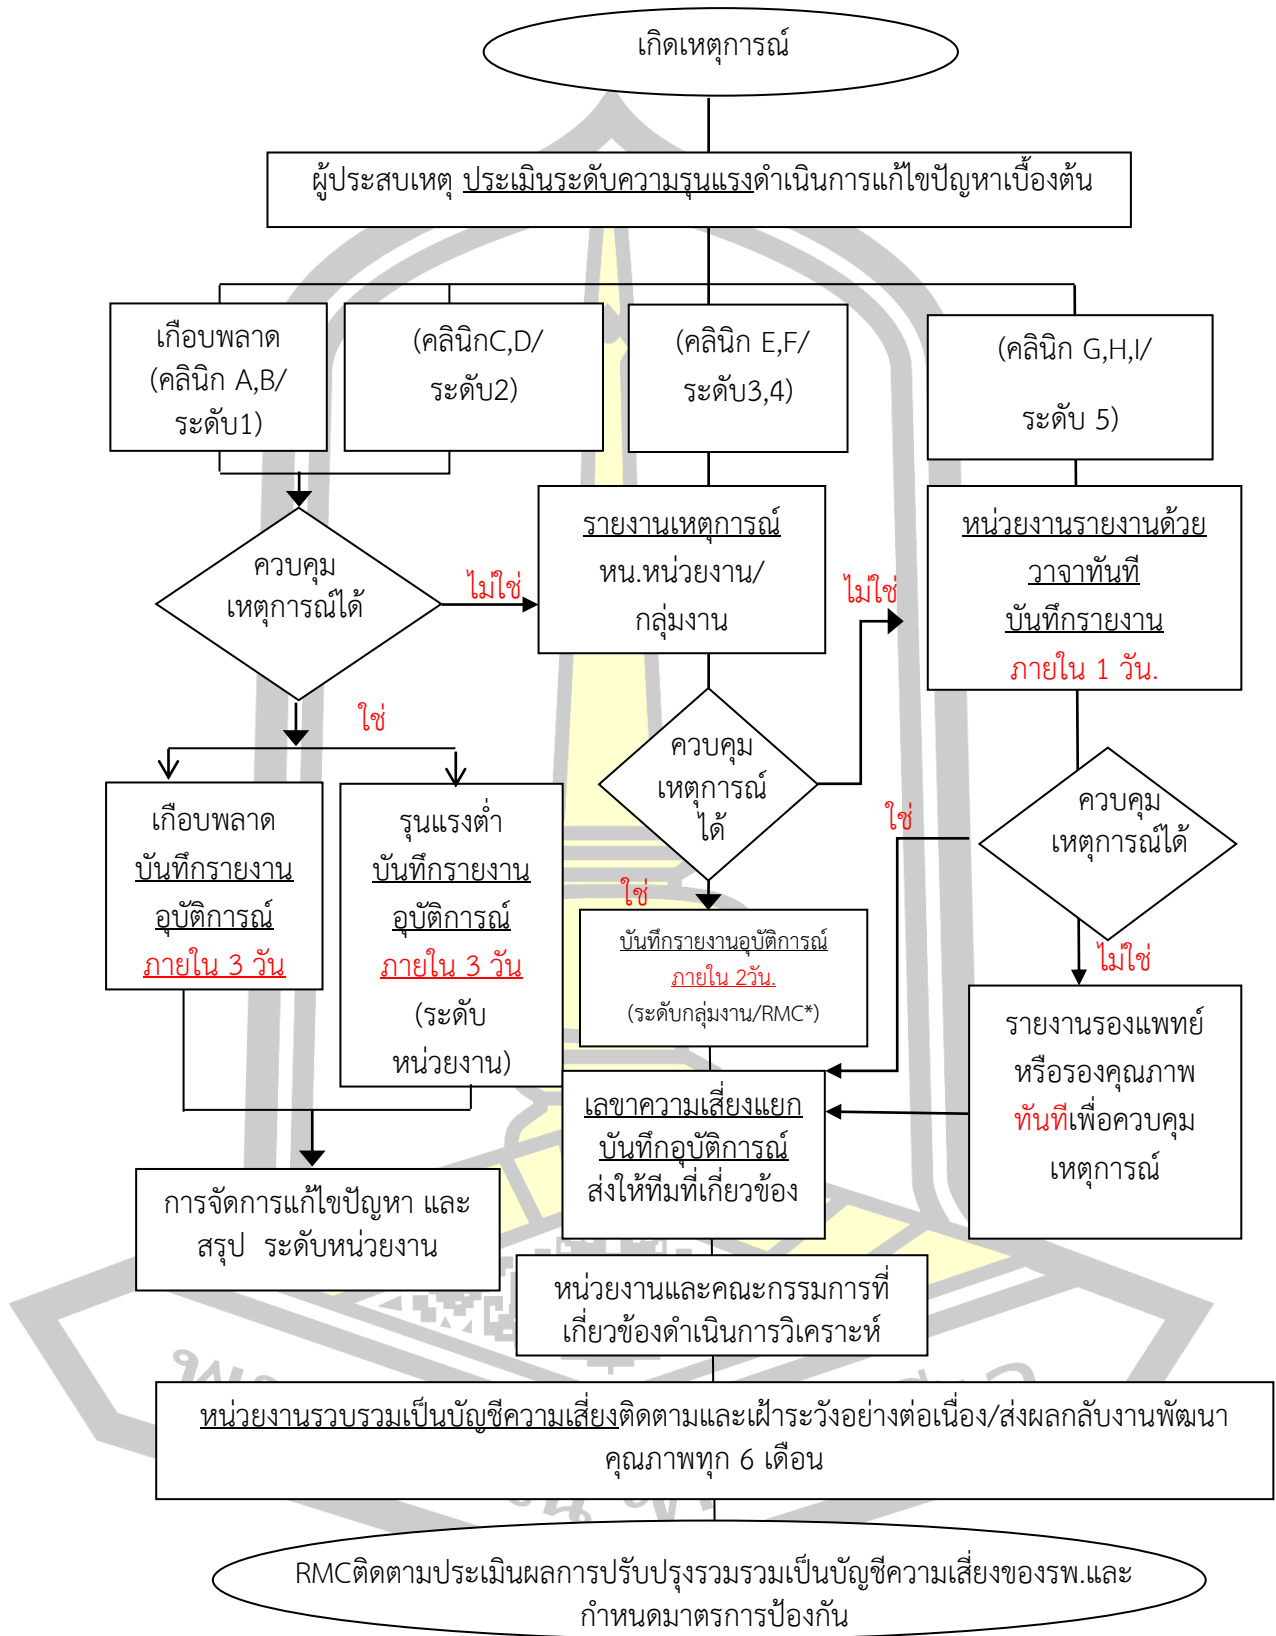 เกิดเหตุการณ์
ผู้ประสบเหตุ ประเมินระดับความรุนแรงดำเนินการแก้ไขปัญหาเบื้องต้น
เกือบพลาด
(คลินิก A,B/
ระดับ1)
(คลินิกC,D/
ระดับ2)
(คลินิก E,F/
ระดับ3,4)
(คลินิก G,H,I/
ระดับ 5)
ควบคุม
เหตุการณ์ได้
ไม่ใช่
รายงานเหตุการณ์
หน.หน่วยงาน/
กลุ่มงาน
ไม่ใช่
หน่วยงานรายงานด้วย
วาจาทันที
บันทึกรายงาน
ภายใน 1 วัน.
ใช่
ควบคุม
เหตุการณ์
ได้
ใช่
ควบคุม
เหตุการณ์ได้
เกือบพลาด
บันทึกรายงาน
อุบัติการณ์
ภายใน 3 วัน
รุนแรงต่ำ
บันทึกรายงาน
อุบัติการณ์
ภายใน 3 วัน
(ระดับ
หน่วยงาน)
ใช่
บันทึกรายงานอุบัติการณ์
ภายใน 2วัน.
(ระดับกลุ่มงาน/RMC*)
ไม่ใช่
รายงานรองแพทย์
หรือรองคุณภาพ
ทันทีเพื่อควบคุม
เหตุการณ์
เลขาความเสี่ยงแยก
บันทึกอุบัติการณ์
ส่งให้ทีมที่เกี่ยวข้อง
การจัดการแก้ไขปัญหา และ
สรุป ระดับหน่วยงาน
หน่วยงานและคณะกรรมการที่
เกี่ยวข้องดำเนินการวิเคราะห์
หน่วยงานรวบรวมเป็นบัญชีความเสี่ยงติดตามและเฝ้าระวังอย่างต่อเนื่อง/ส่งผลกลับงานพัฒนา
คุณภาพทุก 6 เดือน
RMCติดตามประเมินผลการปรับปรุงรวมรวมเป็นบัญชีความเสี่ยงของรพ.และ
กำหนดมาตรการป้องกัน